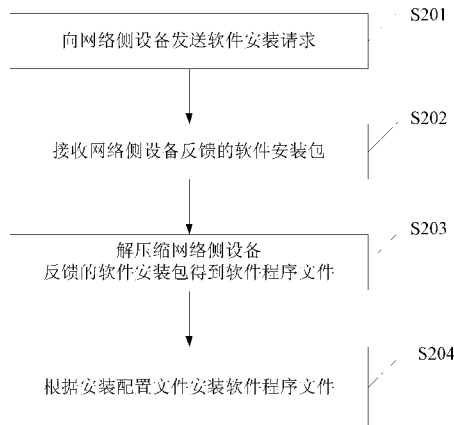 S201
向网络侧设备发送软件安装请求
S202
接收网络侧设备反馈的软件安装包
S203
解压缩网络侧设备
反馈的软件安装包得到软件程序文件
S204
根据安装配置文件安装软件程序文件